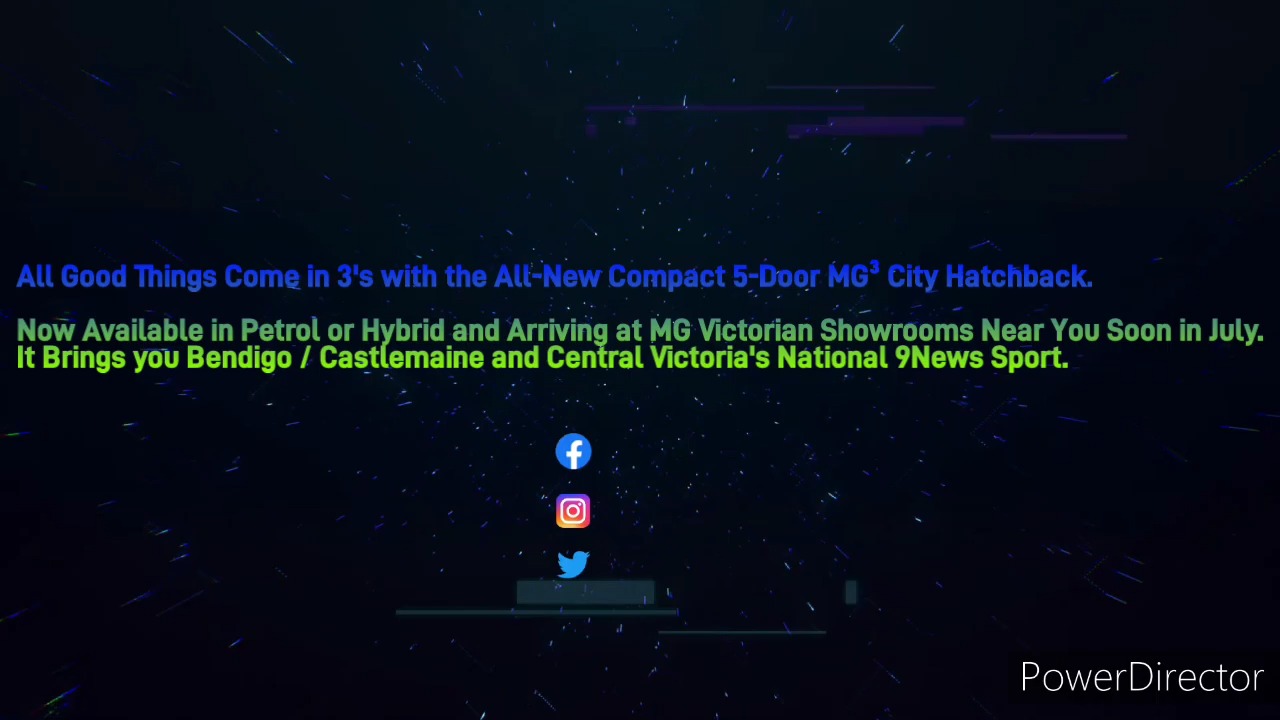 All Good Things Come in 3's with the All-New Compact 5-Door MG³ City Hatchback.
Now Available in Petrol or Hybrid and Arriving at MG Victorian Showrooms Near You Soon in July.
It Brings you Bendigo / Castlemaine and Central Victoria's National 9News Sport.
PowerDirector